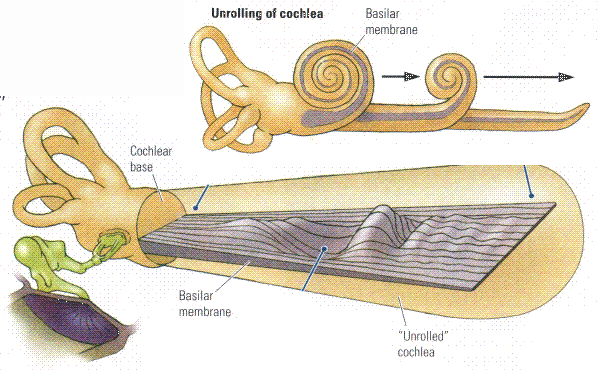 Unrolling of cochlea
Basilar
membrane
"
Cochlear
base
Basilar
membrane
"Unrolled"
cochlea